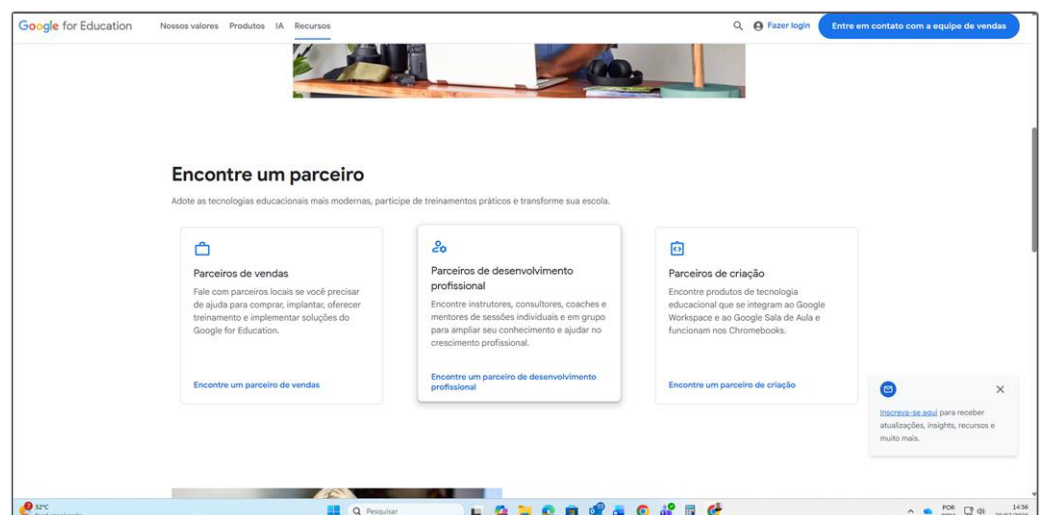 Google for Education
Nossos valores Produtos IA Recursos
Fazer login
Entre em contato com a equipe de vendas
Encontre um parceiro
Adote as tecnologias educacionais mais modernas, participe de treinamentos práticos e transforme sua escola.
Parceiros de vendas
Fale com parceiros locais se você precisar
de ajuda para comprar, implantar, oferecer
treinamento e implementar soluções do
Google for Education.
Encontre um parceiro de vendas
Parceiros de desenvolvimento
profissional
Encontre instrutores, consultores, coaches e
mentores de sessões individuais e em grupo
para ampliar seu conhecimento e ajudar no
crescimento profissional.
Encontre um parceiro de desenvolvimento
profissional
Parceiros de criação
Encontre produtos de tecnologia
educacional que se integram ao Google
Workspace e ao Google Sala de Aula e
funcionam nos Chromebooks.
Encontre um parceiro de criação
Inscreva-se aqui para receber
atualizações, insights, recursos e
muito mais.
32°C
Pesquisar
POR
14:56